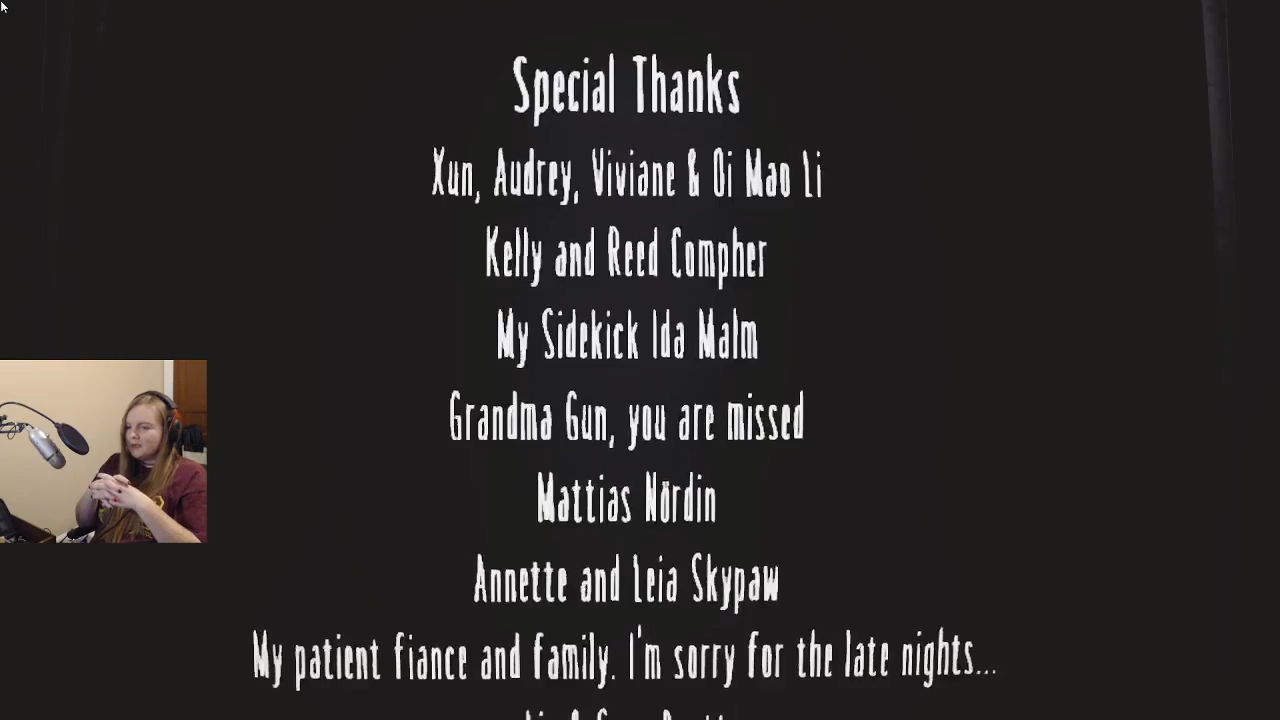 Special Thanks
Xun, Audrey, Viviane & Oi Mao Li
Kelly and Reed Compher
My Sidekick Ida Malm
Grandma Gun, you are missed
Mattias Nördin
Annette and Leia Skypaw
My patient fiance and family. I'm sorry for the late nights...